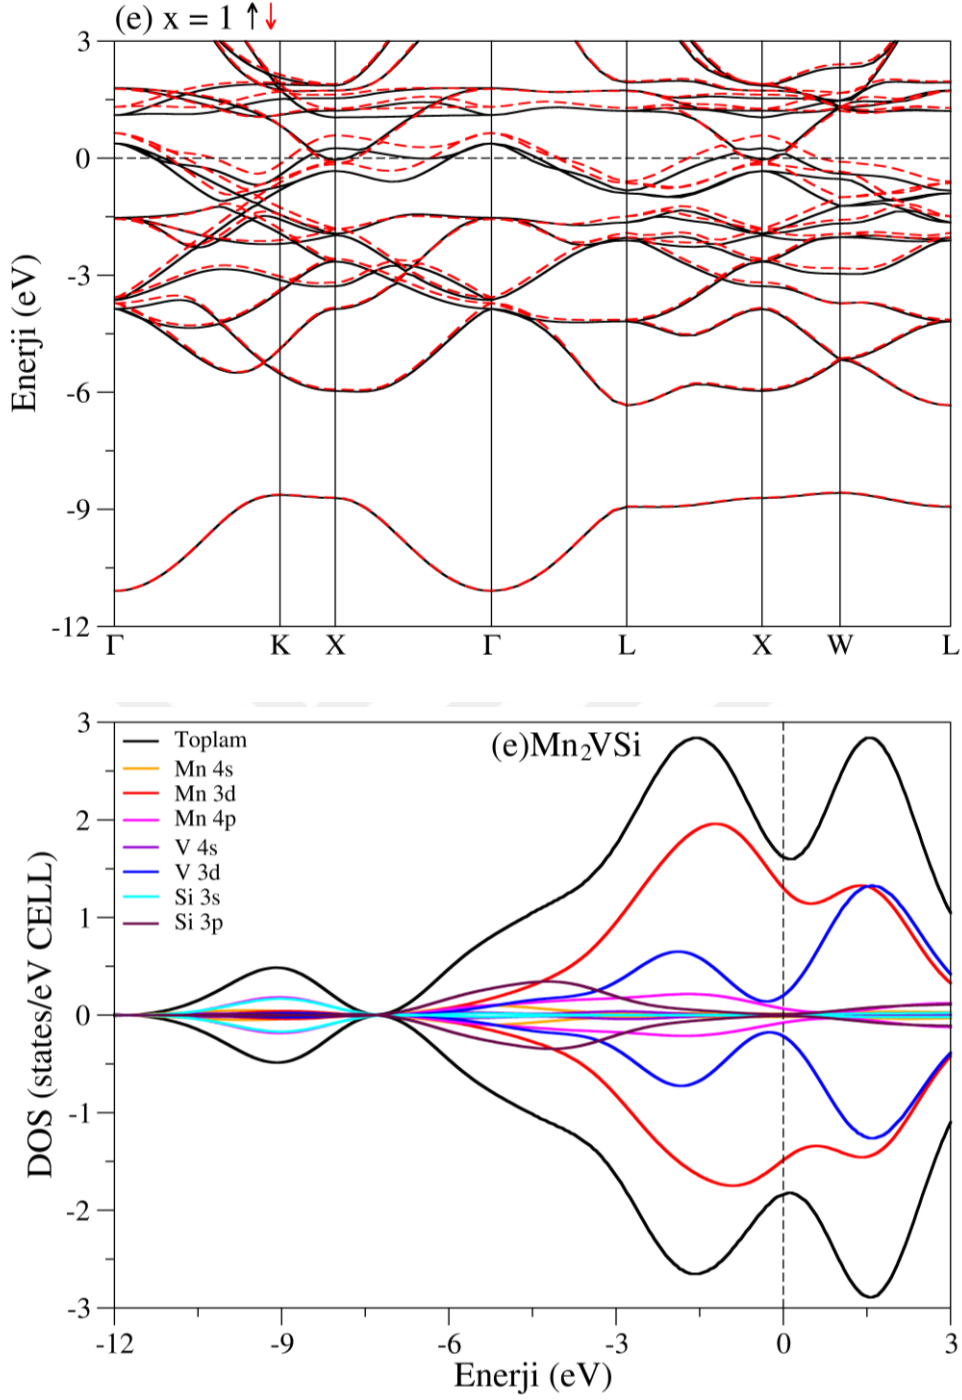 (e) x = 1 ↑↓
3
0
-3
-6
-9
-12
Enerji (eV)
Γ K X Γ L X W L
(e)Mn₂VSi
Toplam
Mn 4s
Mn 3d
Mn 4p
V 4s
V 3d
Si 3s
Si 3p
3
2
1
0
-1
-2
-3
DOS (states/eV CELL)
-12 -9 -6 -3 0 3
Enerji (eV)